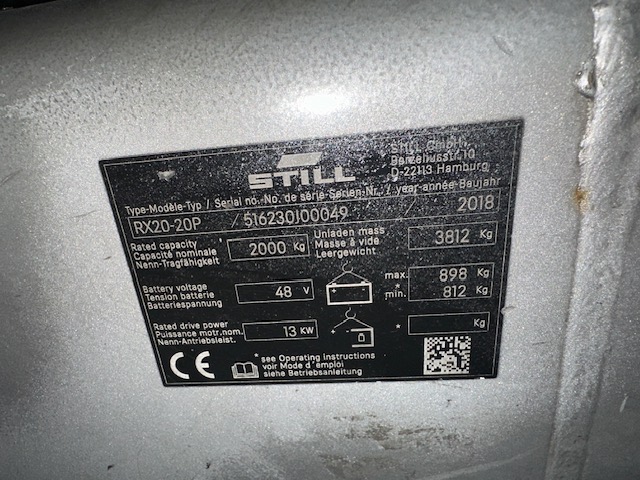 STILL
STILL GmbH
Berzeliusstr.10
D-22113 Hamburg
Type-Modèle-Typ / Serial no.-No. de série-Serien-Nr. / year-année-Baujahr
RX20-20P / 516230J00049 / 2018
Rated capacity
Capacité nominale
Nenn-Tragfähigkeit
2000 Kg
Unladen mass
Masse à vide
Leergewicht
3812 Kg
Battery voltage
Tension batterie
Batteriespannung
48 V
max. 898 Kg
* min. 812 Kg
Rated drive power
Puissance motr.nom.
Nenn-Antriebsleist.
13 KW
* Kg
CE
* see Operating Instructions
voir Mode d'emploi
siehe Betriebsanleitung